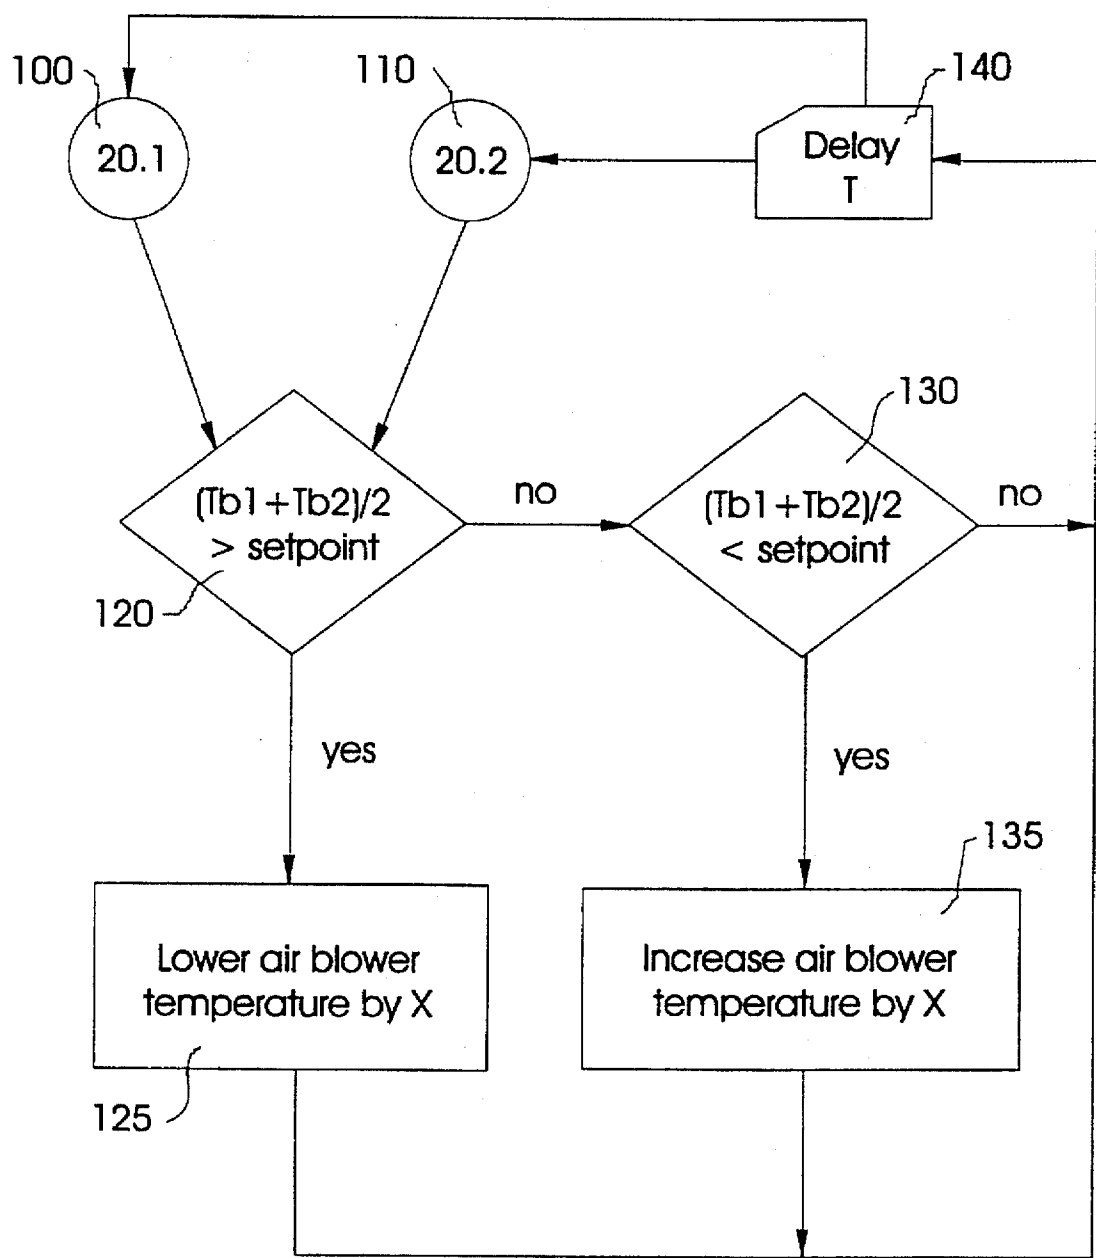 100
110
140
20.1
20.2
Delay
T
130
(Tb1+Tb2)/2
> setpoint
no
(Tb1+Tb2)/2
< setpoint
no
120
yes
yes
135
Lower air blower
temperature by X
Increase air blower
temperature by X
125